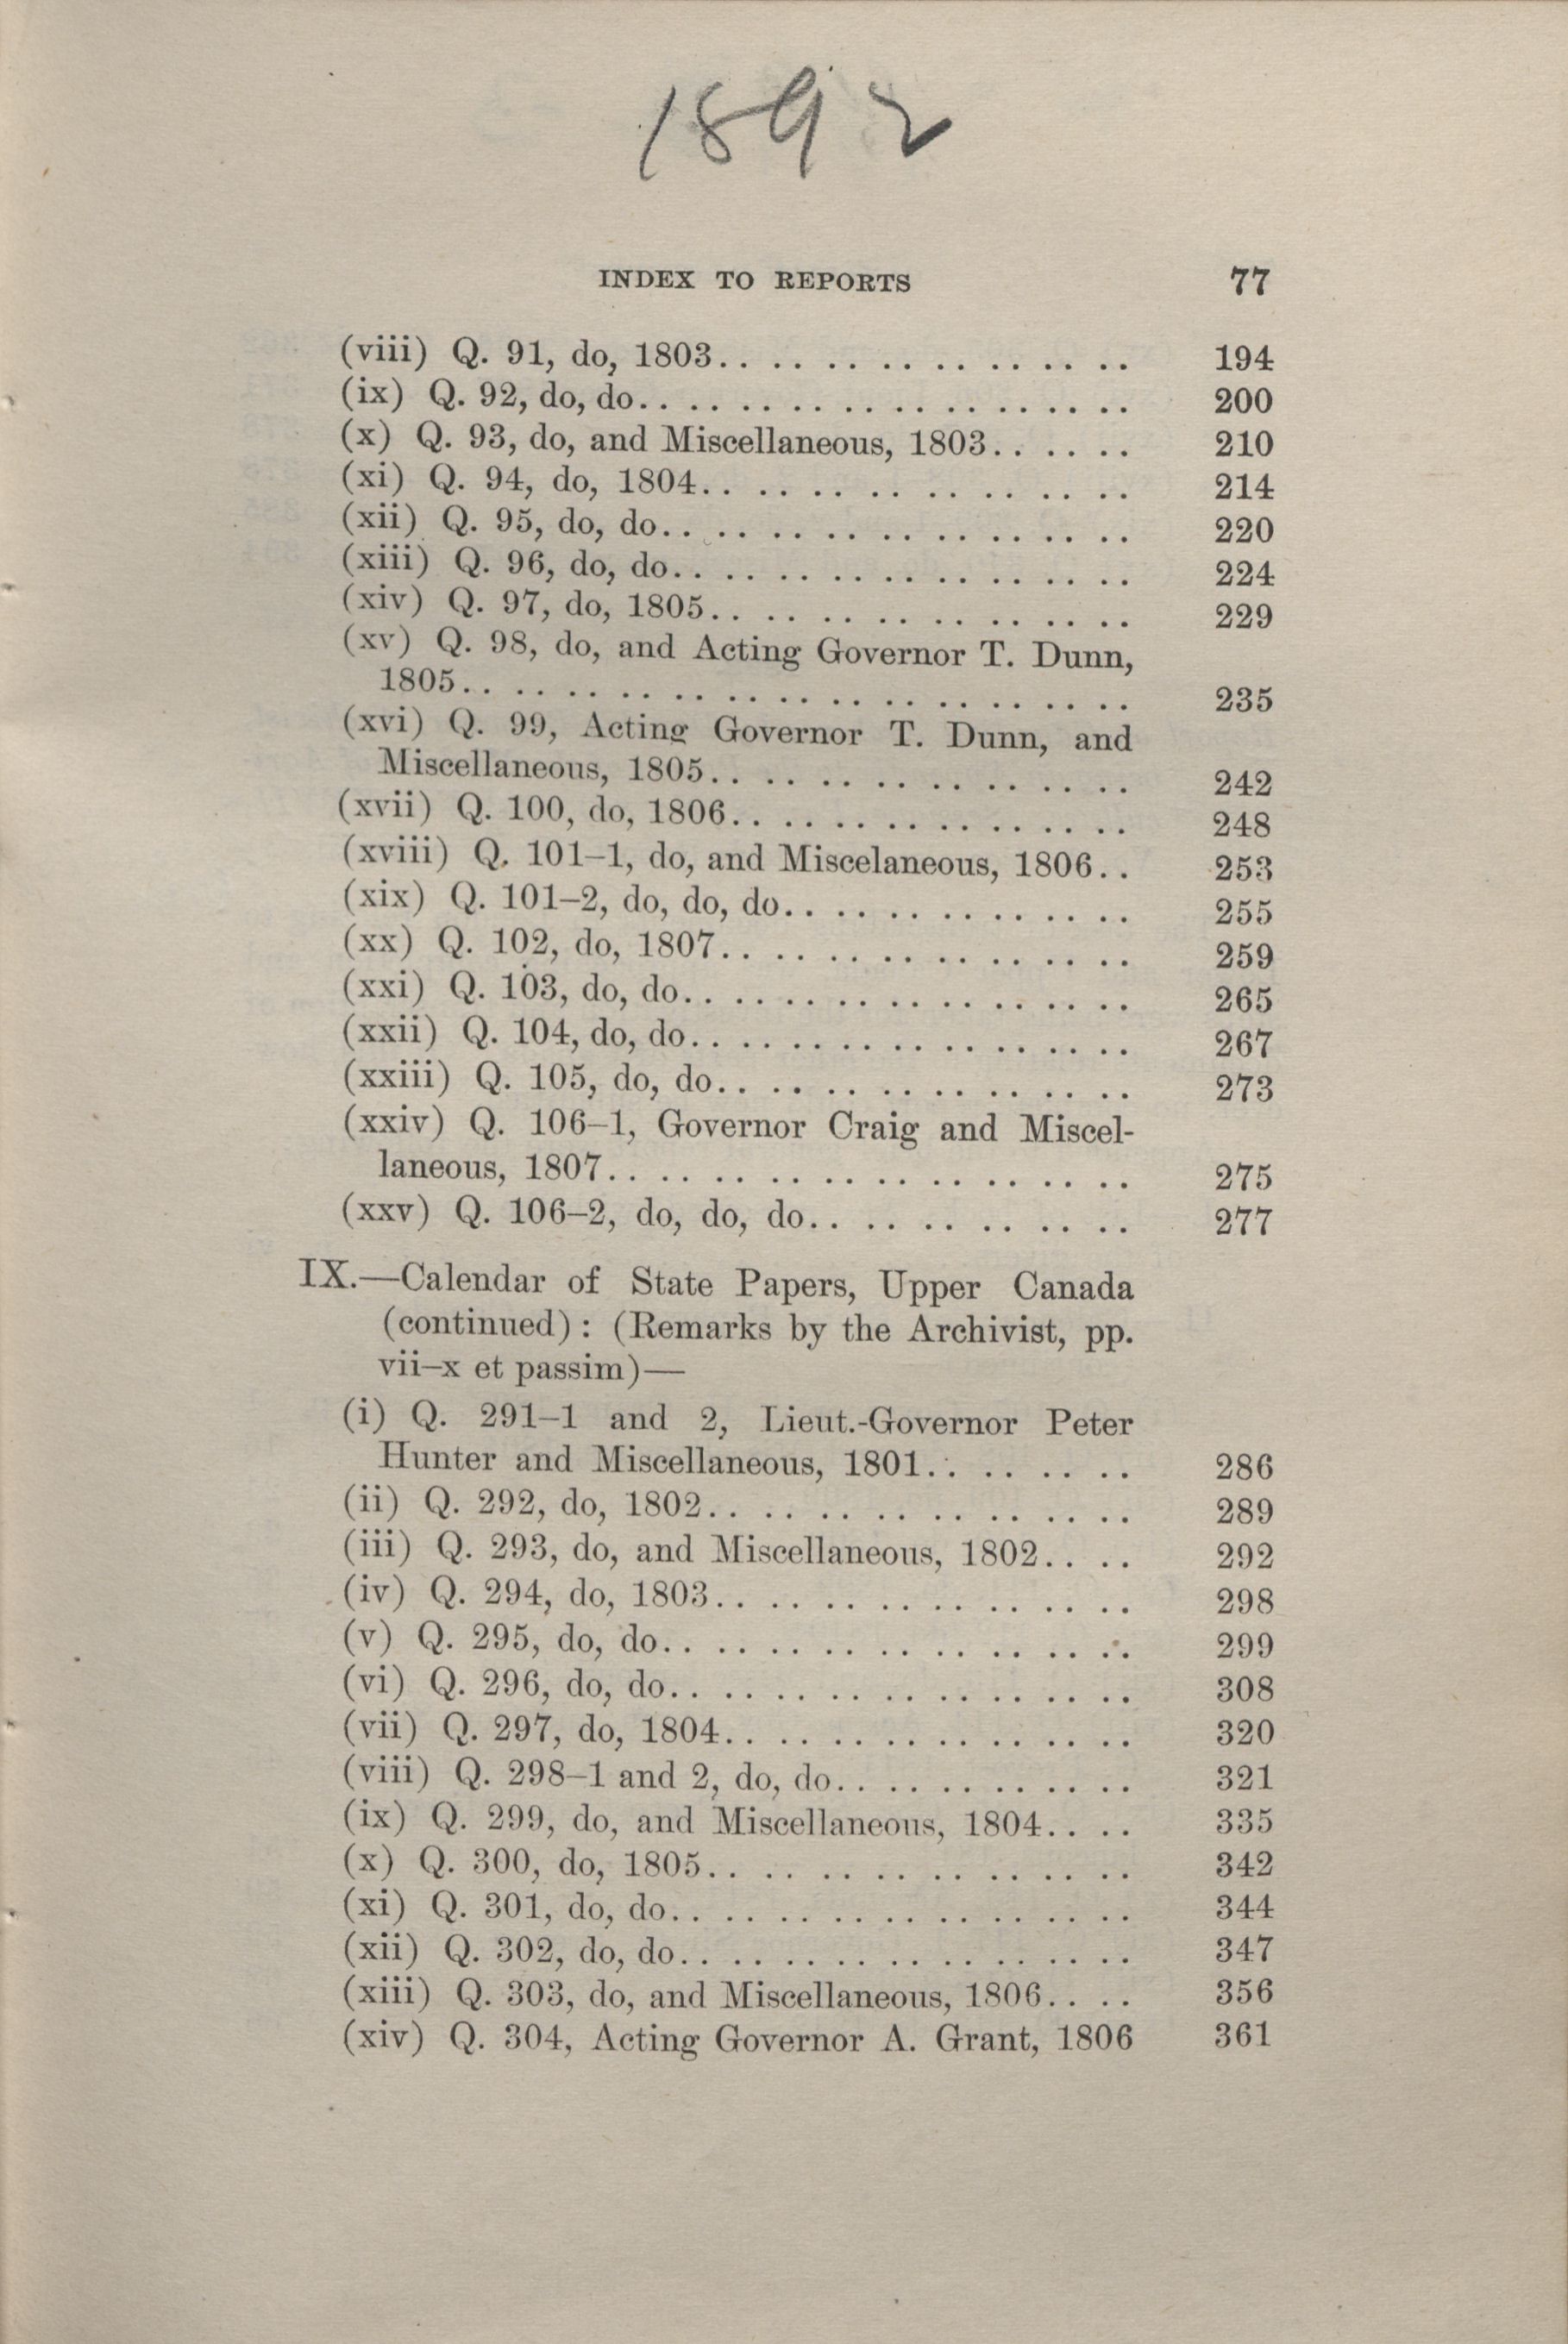 1892
INDEX TO REPORTS 77
(viii) Q. 91, do, 1803.. .. .. .. .. .. .. .. 194
(ix) Q. 92, do, do.. .. .. .. .. .. .. .. .. .. 200
(x) Q. 93, do, and Miscellaneous, 1803.. .. .. 210
(xi) Q. 94, do, 1804.. .. .. .. .. .. .. .. 214
(xii) Q. 95, do, do.. .. .. .. .. .. .. .. .. 220
(xiii) Q. 96, do, do.. .. .. .. .. .. .. .. .. 224
(xiv) Q. 97, do, 1805.. .. .. .. .. .. .. .. 229
(xv) Q. 98, do, and Acting Governor T. Dunn,
1805.. .. .. .. .. .. .. .. .. .. .. .. .. 235
(xvi) Q. 99, Acting Governor T. Dunn, and
Miscellaneous, 1805.. .. .. .. .. .. .. .. 242
(xvii) Q. 100, do, 1806.. .. .. .. .. .. .. .. 248
(xviii) Q. 101–1, do, and Miscelaneous, 1806.. 253
(xix) Q. 101–2, do, do, do.. .. .. .. .. .. .. 255
(xx) Q. 102, do, 1807.. .. .. .. .. .. .. .. 259
(xxi) Q. 103, do, do.. .. .. .. .. .. .. .. .. 265
(xxii) Q. 104, do, do.. .. .. .. .. .. .. .. .. 267
(xxiii) Q. 105, do, do.. .. .. .. .. .. .. .. 273
(xxiv) Q. 106–1, Governor Craig and Miscel-
laneous, 1807.. .. .. .. .. .. .. .. .. .. 275
(xxv) Q. 106–2, do, do, do.. .. .. .. .. .. 277
IX.—Calendar of State Papers, Upper Canada
(continued) : (Remarks by the Archivist, pp.
vii–x et passim)—
(i) Q. 291–1 and 2, Lieut.-Governor Peter
Hunter and Miscellaneous, 1801.. .. .. .. 286
(ii) Q. 292, do, 1802.. .. .. .. .. .. .. .. 289
(iii) Q. 293, do, and Miscellaneous, 1802.. .. 292
(iv) Q. 294, do, 1803.. .. .. .. .. .. .. .. 298
(v) Q. 295, do, do.. .. .. .. .. .. .. .. .. 299
(vi) Q. 296, do, do.. .. .. .. .. .. .. .. .. 308
(vii) Q. 297, do, 1804.. .. .. .. .. .. .. .. 320
(viii) Q. 298–1 and 2, do, do.. .. .. .. .. .. 321
(ix) Q. 299, do, and Miscellaneous, 1804.. .. 335
(x) Q. 300, do, 1805.. .. .. .. .. .. .. .. 342
(xi) Q. 301, do, do.. .. .. .. .. .. .. .. .. 344
(xii) Q. 302, do, do.. .. .. .. .. .. .. .. .. 347
(xiii) Q. 303, do, and Miscellaneous, 1806.. .. 356
(xiv) Q. 304, Acting Governor A. Grant, 1806 361